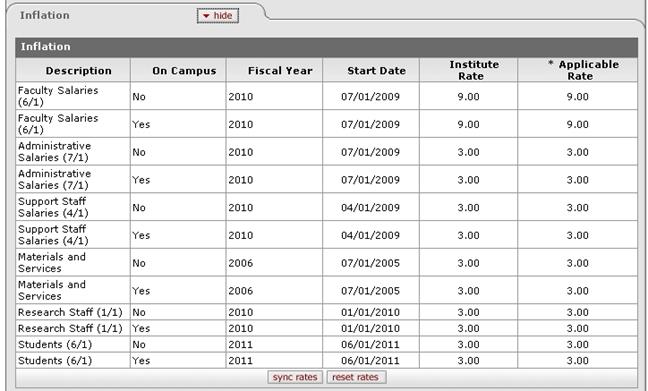 Inflation
hide
Inflation
Description On Campus Fiscal Year Start Date Institute Rate * Applicable Rate
Faculty Salaries (6/1) No 2010 07/01/2009 9.00 9.00
Faculty Salaries (6/1) Yes 2010 07/01/2009 9.00 9.00
Administrative Salaries (7/1) No 2010 07/01/2009 3.00 3.00
Administrative Salaries (7/1) Yes 2010 07/01/2009 3.00 3.00
Support Staff Salaries (4/1) No 2010 04/01/2009 3.00 3.00
Support Staff Salaries (4/1) Yes 2010 04/01/2009 3.00 3.00
Materials and Services No 2006 07/01/2005 3.00 3.00
Materials and Services Yes 2006 07/01/2005 3.00 3.00
Research Staff (1/1) No 2010 01/01/2010 3.00 3.00
Research Staff (1/1) Yes 2010 01/01/2010 3.00 3.00
Students (6/1) No 2011 06/01/2011 3.00 3.00
Students (6/1) Yes 2011 06/01/2011 3.00 3.00
sync rates reset rates